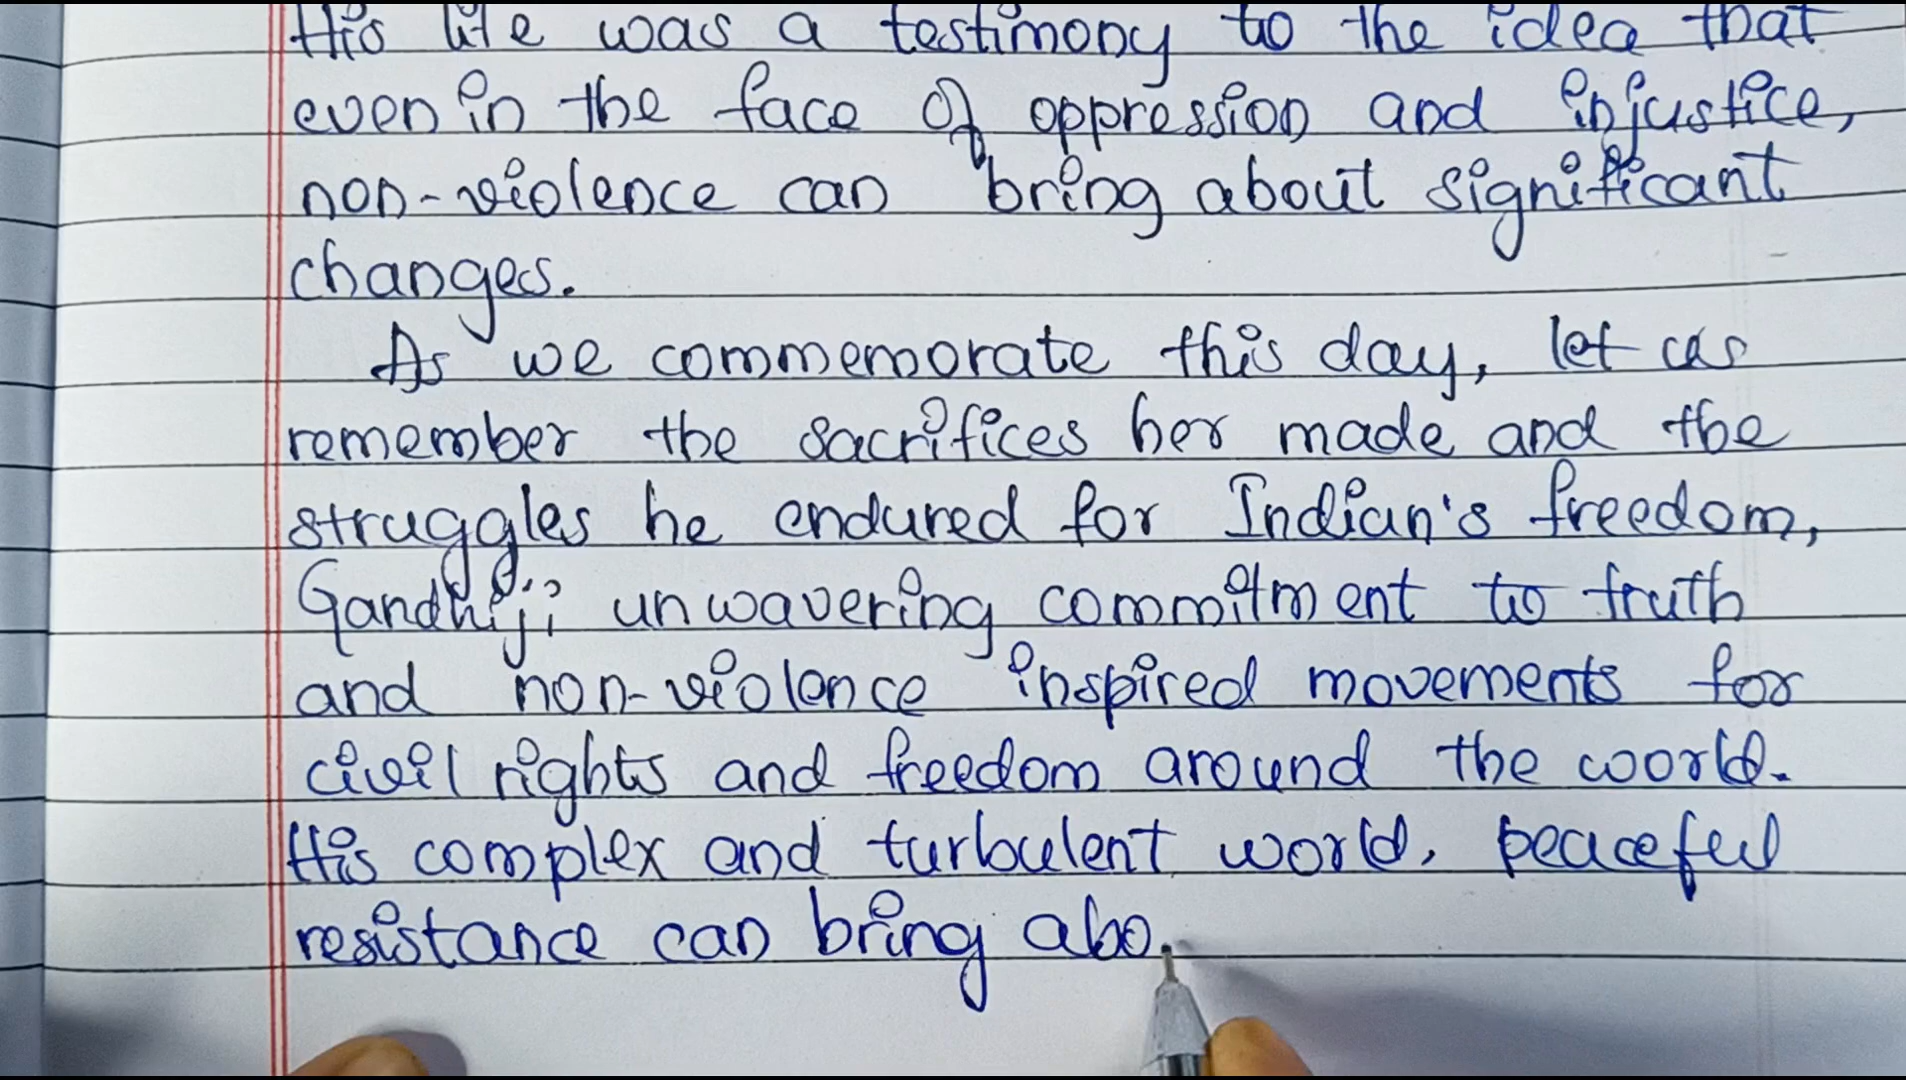 His life was a testimony to the idea that
even in the face of oppression and injustice,
non-violence can bring about significant
changes.
As we commemorate this day, let us
remember the sacrifices her made and the
struggles he endured for Indian's freedom,
Gandhiji unwavering commitment to truth
and non-violence inspired movements for
civil rights and freedom around the woorld.
His complex and turbulent world, peaceful
resistance can bring abo